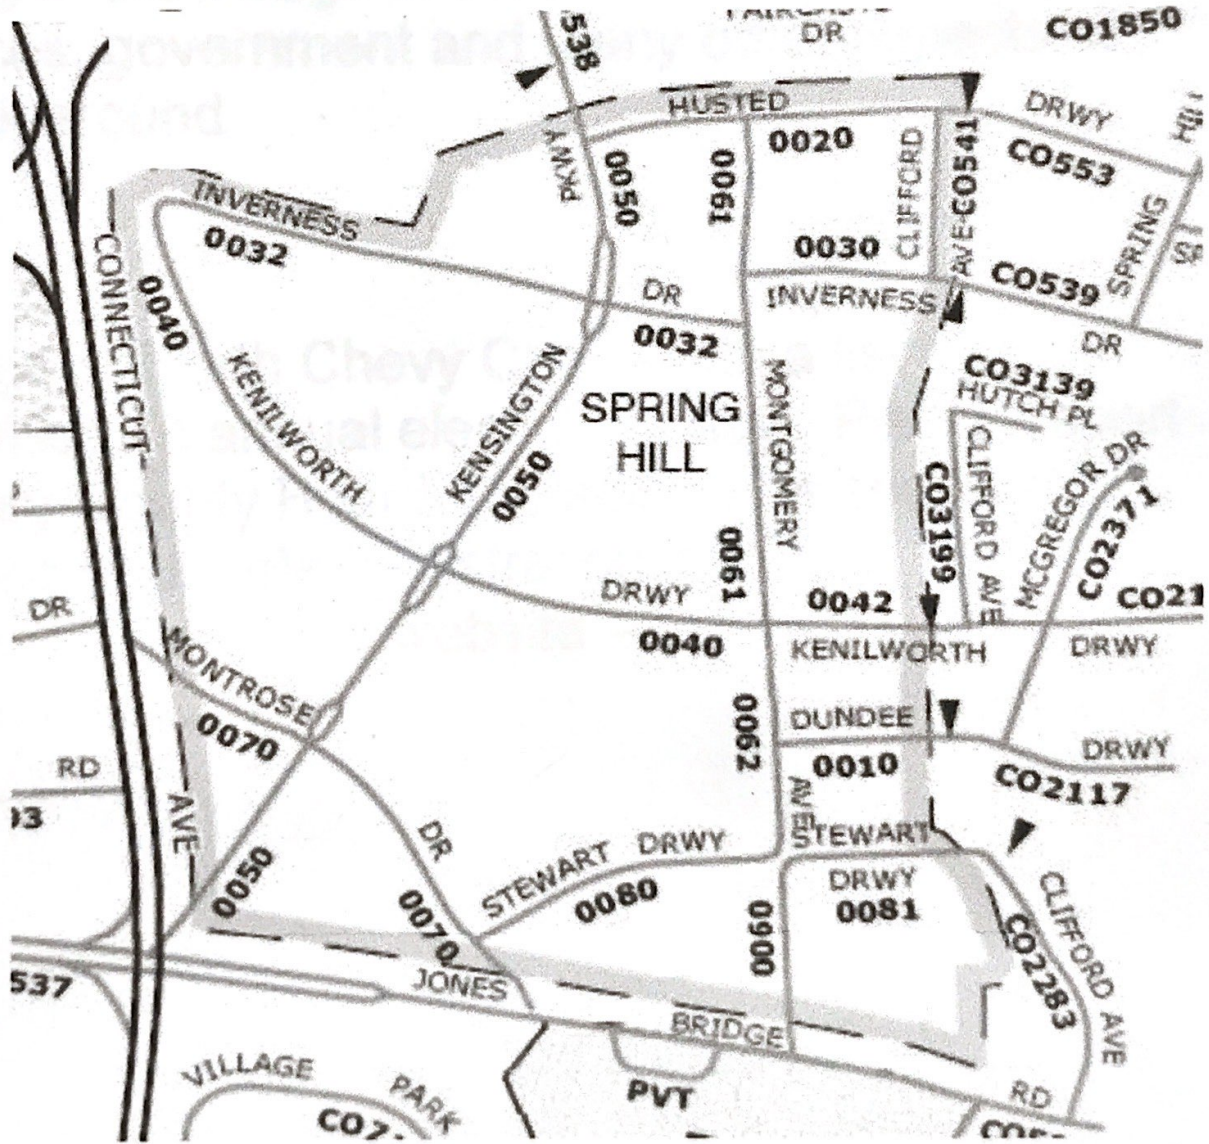 538
DR
CO1850
HUSTED
DRWY
0020
CO553
PKWY
0050
0061
CLIFFORD
AVE-CO541
SPRING
INVERNESS
0032
0030
CO539
INVERNESS
DR
0032
DR
CONNECTICUT
0040
KENILWORTH
KENSINGTON
0050
SPRING
HILL
MONTGOMERY
CO3139
HUTCH PL
CLIFFORD AVE
CO3199
MCGREGOR DR
CO2371
0061
DRWY
0042
CO21
0040
KENILWORTH
DRWY
DR
MONTROSE
0070
0062
DUNDEE
0010
DRWY
CO2117
RD
AVE
AVE
0050
DR
0070
STEWART DRWY
0080
STEWART
DRWY
0081
0900
CLIFFORD AVE
CO2283
537
JONES
BRIDGE
RD
VILLAGE
PARK
PVT